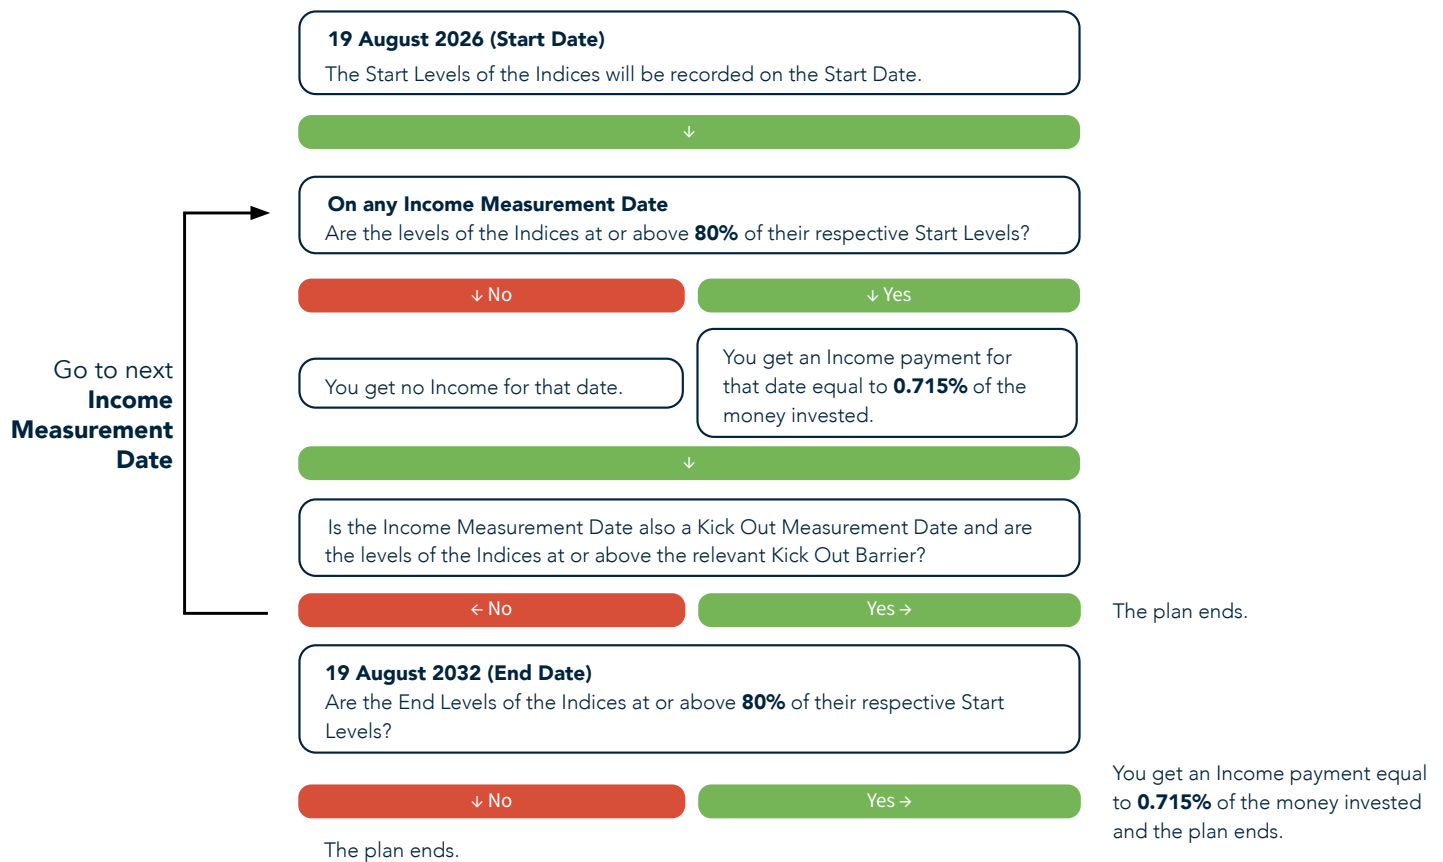 19 August 2026 (Start Date)
The Start Levels of the Indices will be recorded on the Start Date.
↓
On any Income Measurement Date
Are the levels of the Indices at or above 80% of their respective Start Levels?
↓ No
↓ Yes
Go to next
Income
Measurement
Date
You get no Income for that date.
You get an Income payment for
that date equal to 0.715% of the
money invested.
↓
Is the Income Measurement Date also a Kick Out Measurement Date and are
the levels of the Indices at or above the relevant Kick Out Barrier?
← No
Yes →
The plan ends.
19 August 2032 (End Date)
Are the End Levels of the Indices at or above 80% of their respective Start
Levels?
↓ No
Yes →
You get an Income payment equal
to 0.715% of the money invested
and the plan ends.
The plan ends.